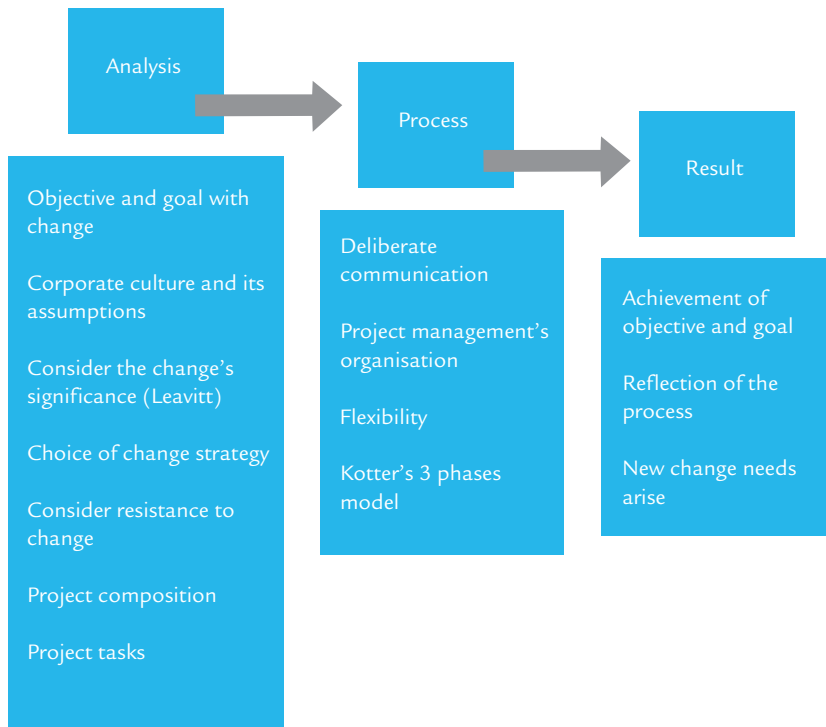 Analysis
Objective and goal with
change
Corporate culture and its
assumptions
Consider the change's
significance (Leavitt)
Choice of change strategy
Consider resistance to
change
Project composition
Project tasks
Process
Deliberate
communication
Project management's
organisation
Flexibility
Kotter's 3 phases
model
Result
Achievement of
objective and goal
Reflection of the
process
New change needs
arise